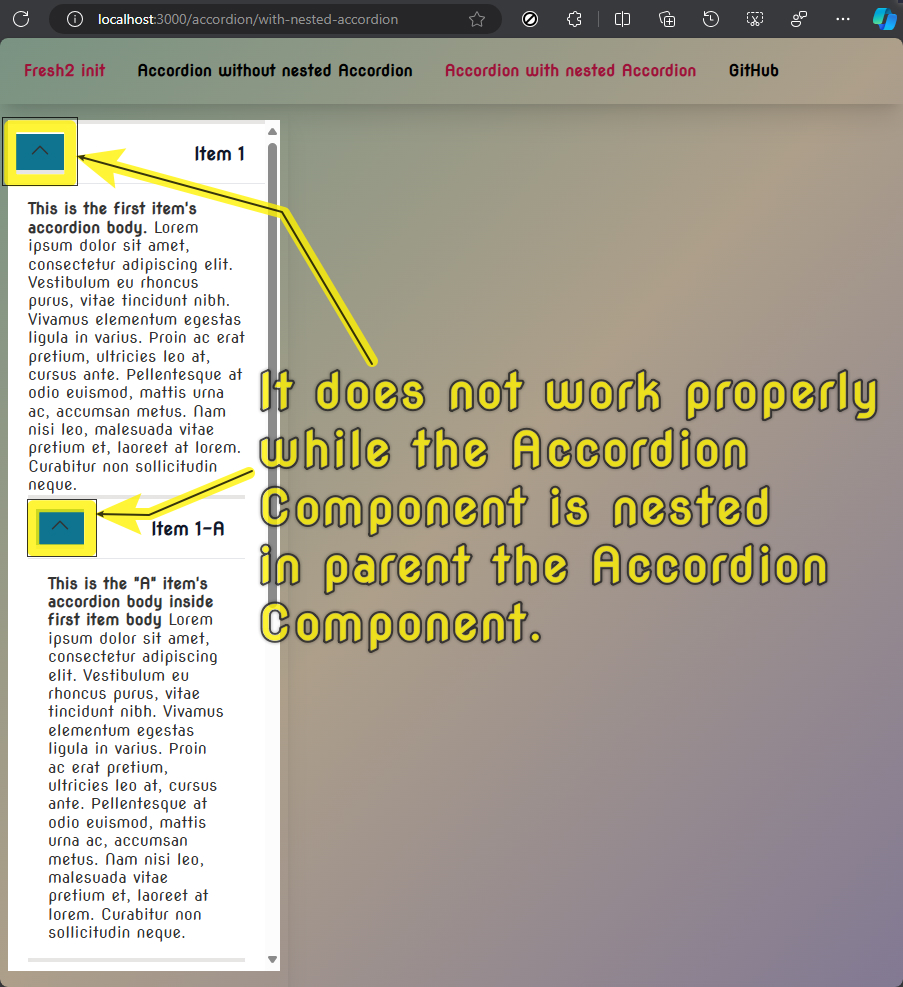 localhost:3000/accordion/with-nested-accordion
Fresh2 init Accordion without nested Accordion Accordion with nested Accordion GitHub
Item 1
This is the first item's
accordion body. Lorem
ipsum dolor sit amet,
consectetur adipiscing elit.
Vestibulum eu rhoncus
purus, vitae tincidunt nibh.
Vivamus elementum egestas
ligula in varius. Proin ac erat
pretium, ultricies leo at,
cursus ante. Pellentesque at
odio euismod, mattis urna
ac, accumsan metus. Nam
nisi leo, malesuada vitae
pretium et, laoreet at lorem.
Curabitur non sollicitudin
neque.
It does not work properly
while the Accordion
Component is nested
in parent the Accordion
Component.
Item 1-A
This is the "A" item's
accordion body inside
first item body Lorem
ipsum dolor sit amet,
consectetur adipiscing
elit. Vestibulum eu
rhoncus purus, vitae
tincidunt nibh. Vivamus
elementum egestas
ligula in varius. Proin
ac erat pretium,
ultricies leo at, cursus
ante. Pellentesque at
odio euismod, mattis
urna ac, accumsan
metus. Nam nisi leo,
malesuada vitae
pretium et, laoreet at
lorem. Curabitur non
sollicitudin neque.